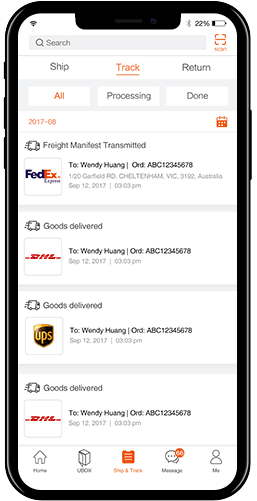 22%
Search
scan
Ship Track Return
All Processing Done
2017-08
Freight Manifest Transmitted
FedEx
Express
To: Wendy Huang | Ord: ABC12345678
1/20 Garfield RD, CHELTENHAM, VIC, 3192, Australia
Sep 12, 2017 | 03:03 pm
Goods delivered
DHL
To: Wendy Huang | Ord: ABC12345678
Sep 12, 2017 | 03:03 pm
Goods delivered
ups
To: Wendy Huang | Ord: ABC12345678
Sep 12, 2017 | 03:03 pm
Goods delivered
DHL
To: Wendy Huang | Ord: ABC12345678
Sep 12, 2017 | 03:03 pm
66
Home UBOX Ship & Track Message Me